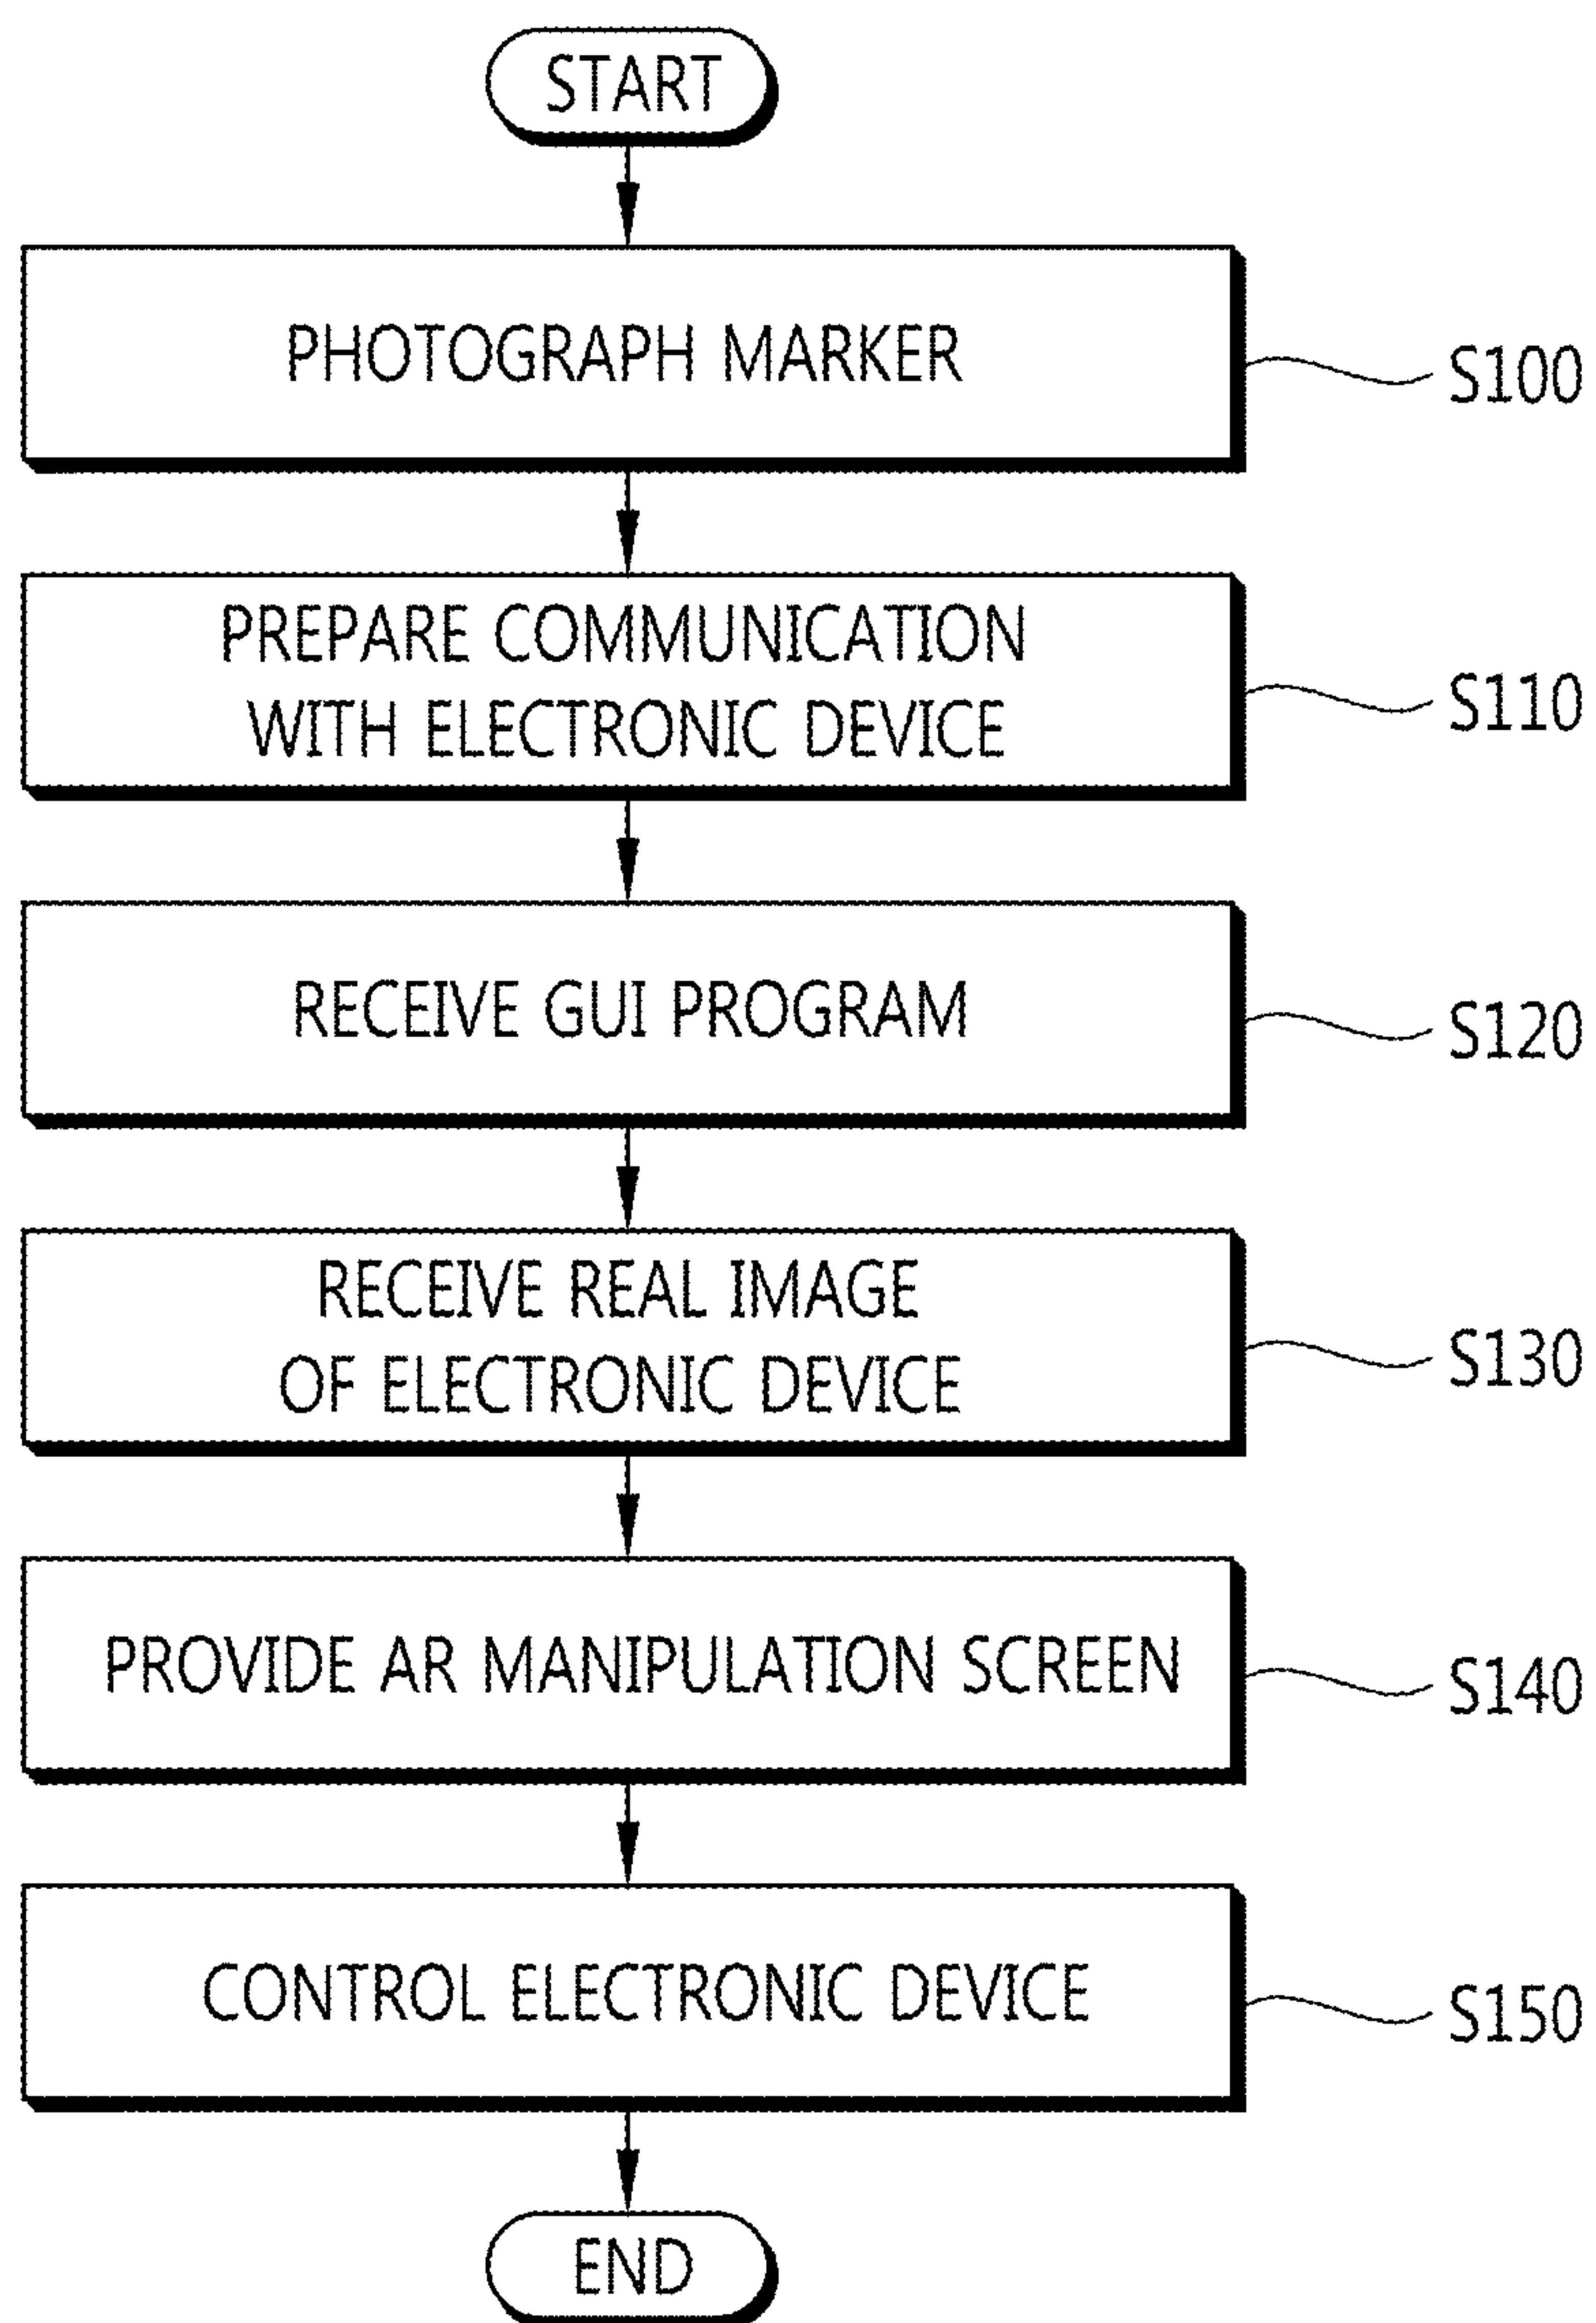 START
PHOTOGRAPH MARKER
S100
PREPARE COMMUNICATION
WITH ELECTRONIC DEVICE
S110
RECEIVE GUI PROGRAM
S120
RECEIVE REAL IMAGE
OF ELECTRONIC DEVICE
S130
PROVIDE AR MANIPULATION SCREEN
S140
CONTROL ELECTRONIC DEVICE
S150
END